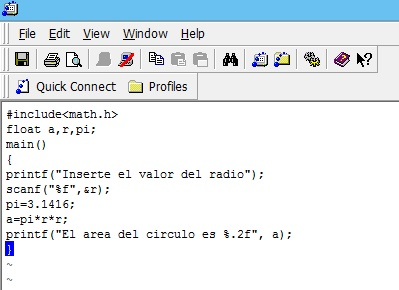 File Edit View Window Help
Quick Connect Profiles
#include<math.h>
float a,r,pi;
main()
{
printf("Inserte el valor del radio");
scanf("%f",&r);
pi=3.1416;
a=pi*r*r;
printf("El area del circulo es %.2f", a);
}
~
~